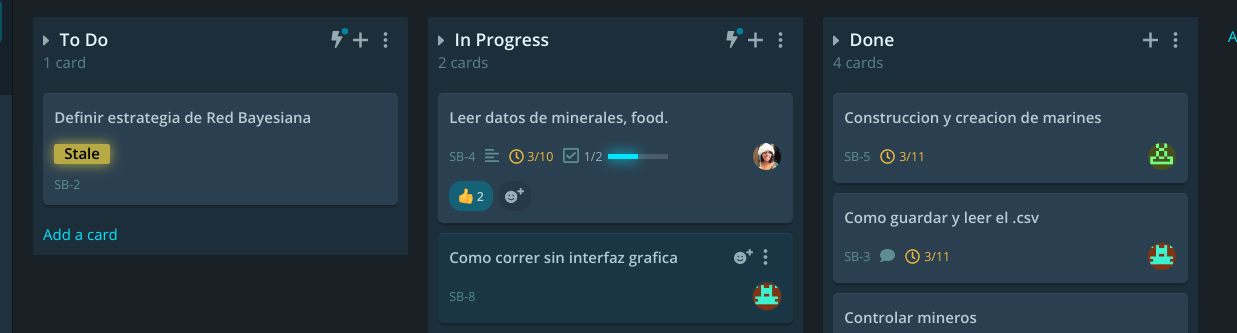 To Do
1 card
Definir estrategia de Red Bayesiana
Stale
SB-2
Add a card
In Progress
2 cards
Leer datos de minerales, food.
SB-4 3/10 1/2
2
Como correr sin interfaz grafica
SB-8
Done
4 cards
Construccion y creacion de marines
SB-5 3/11
Como guardar y leer el .csv
SB-3 3/11
Controlar mineros